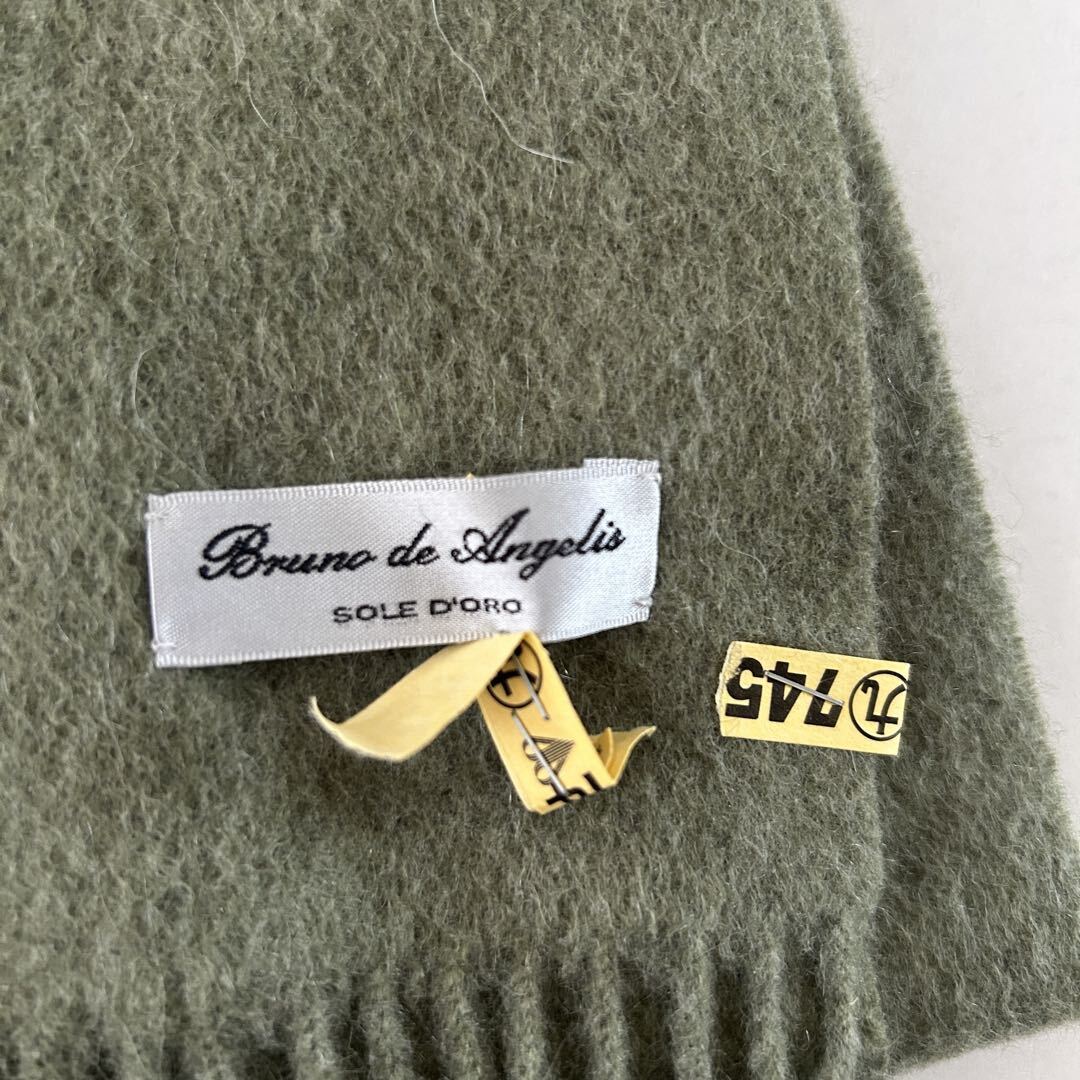 Bruno de Angelis
SOLE D'ORO
745